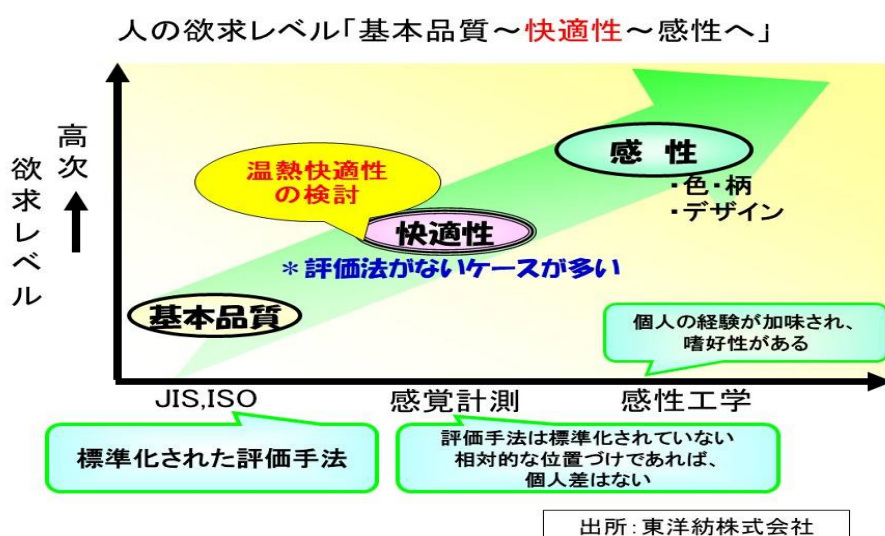 人の欲求レベル「基本品質～快適性～感性へ」
欲求レベル
高次
温熱快適性
の検討
感 性
・色・柄
・デザイン
快適性
＊評価法がないケースが多い
基本品質
個人の経験が加味され、
嗜好性がある
JIS,ISO
感覚計測
感性工学
標準化された評価手法
評価手法は標準化されていない
相対的な位置づけであれば、
個人差はない
出所：東洋紡株式会社